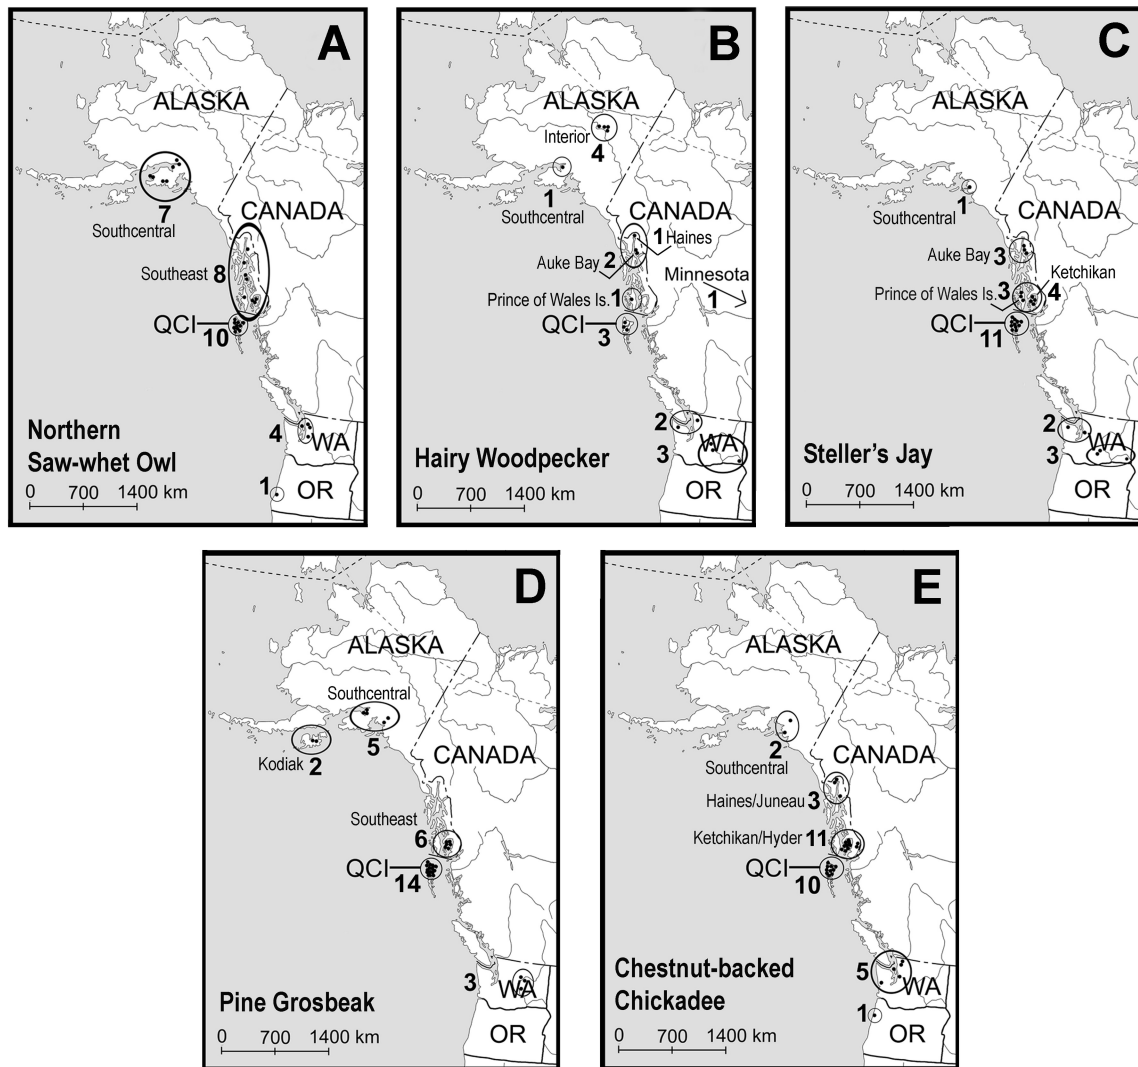 A
ALASKA
CANADA
7
Southcentral
Southeast 8
QCI
10
4
WA
Northern
Saw-whet Owl
1
OR
0 700 1400 km
B
ALASKA
Interior
4
1
Southcentral
CANADA
1 Haines
Auke Bay 2
Minnesota
1
Prince of Wales Is. 1
QCI
3
2
WA
3
Hairy Woodpecker
OR
0 700 1400 km
C
ALASKA
CANADA
Southcentral 1
Auke Bay 3
Ketchikan
Prince of Wales Is. 3
4
QCI
11
2
WA
3
Steller's Jay
OR
0 700 1400 km
D
ALASKA
Southcentral
5
Kodiak 2
CANADA
Southeast
6
QCI
14
3
WA
Pine Grosbeak
OR
0 700 1400 km
E
ALASKA
CANADA
2
Southcentral
Haines/Juneau 3
Ketchikan/Hyder 11
QCI
10
5
WA
Chestnut-backed
Chickadee
1
OR
0 700 1400 km